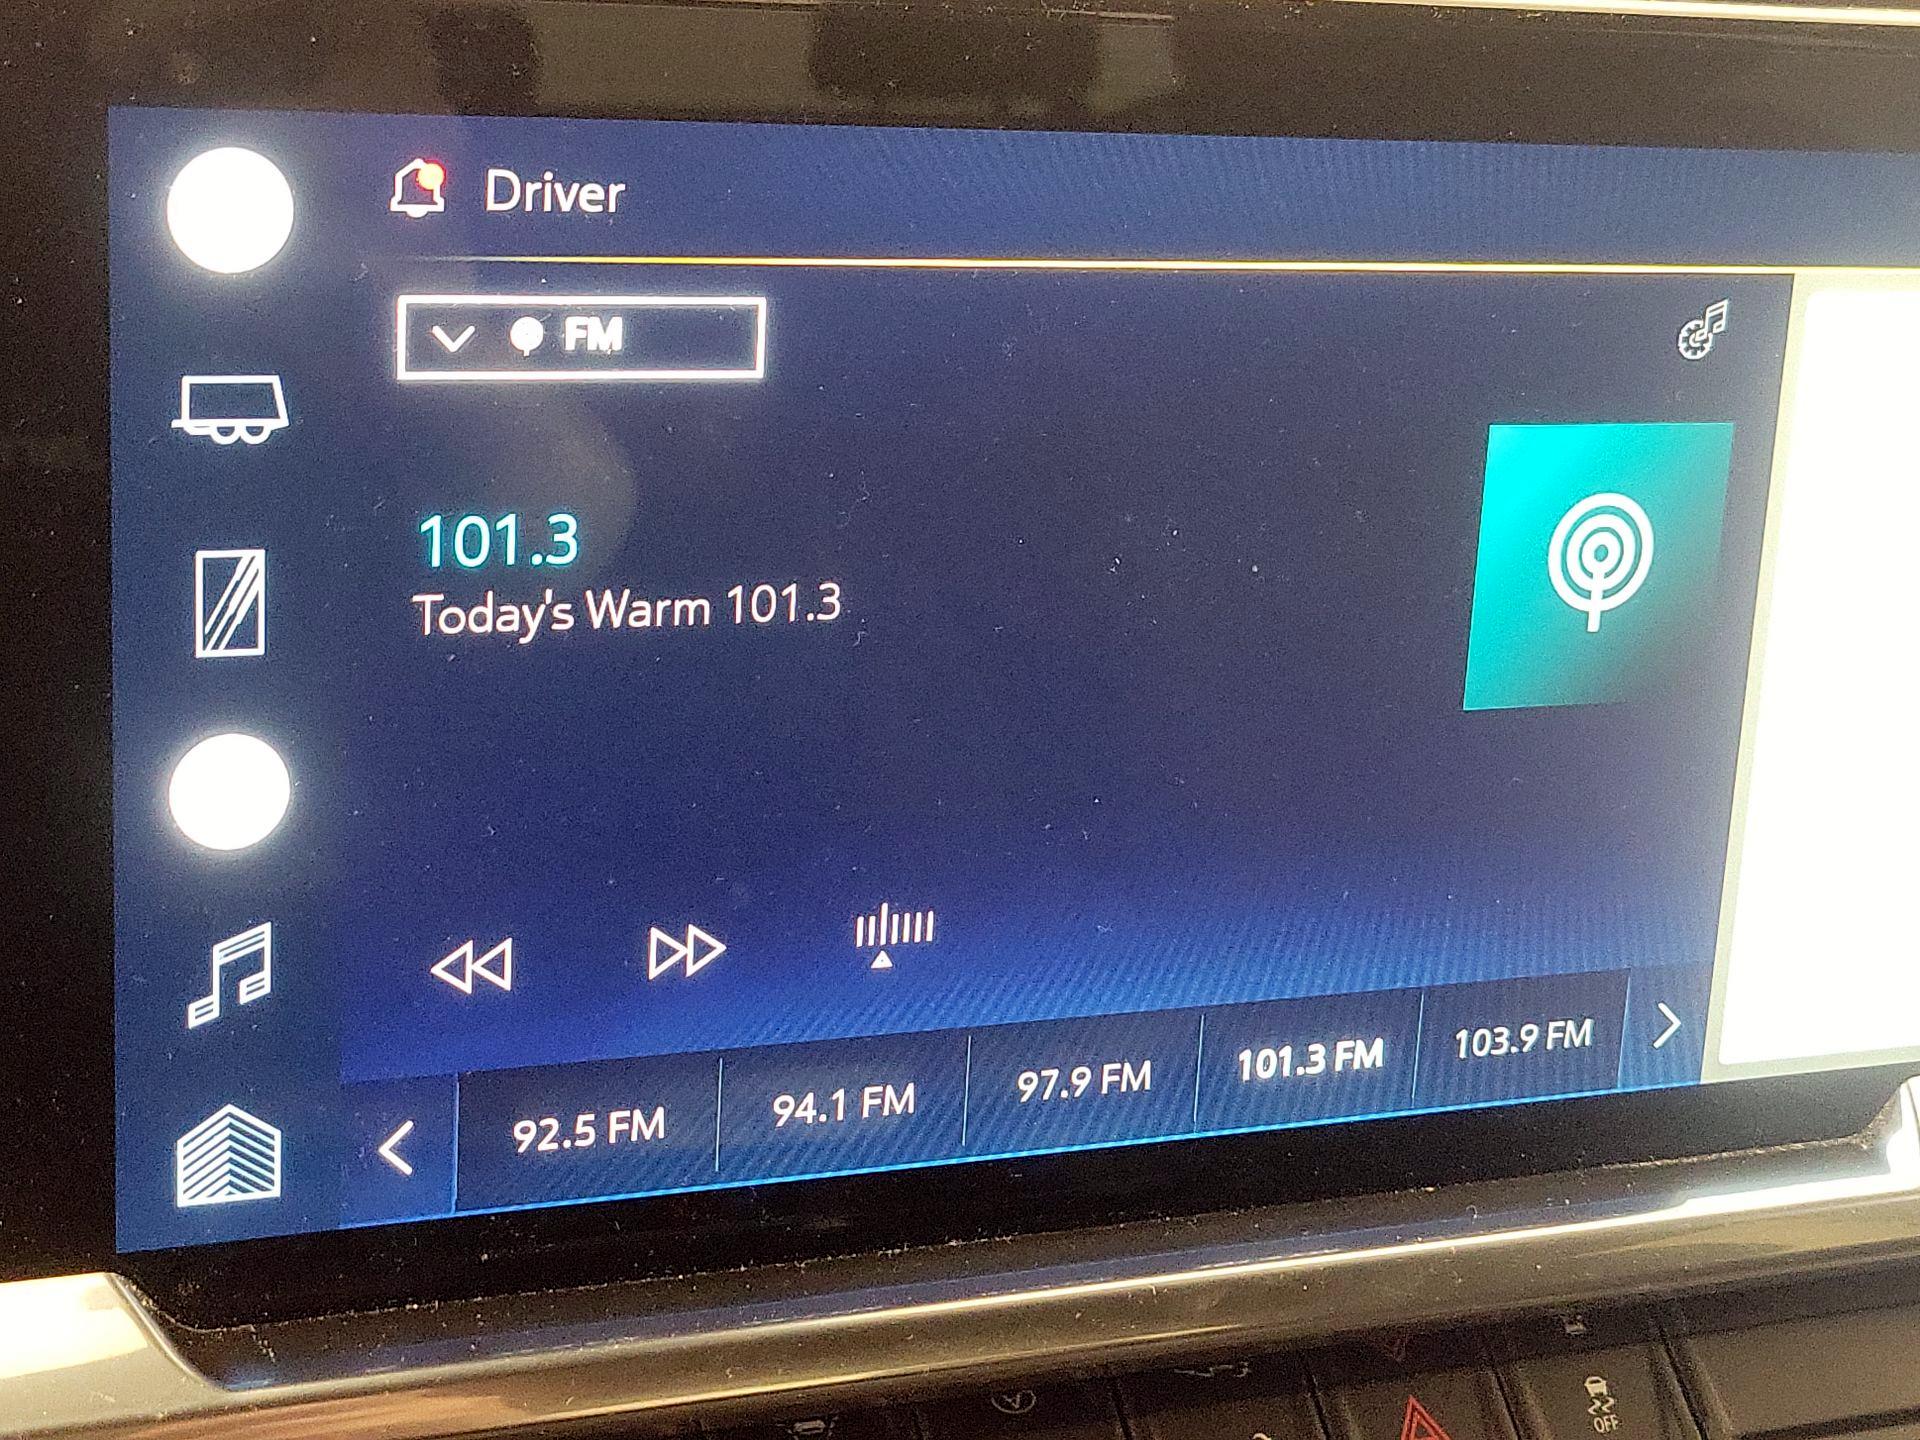 Driver
FM
101.3
Today's Warm 101.3
92.5 FM
94.1 FM
97.9 FM
101.3 FM
103.9 FM
OFF